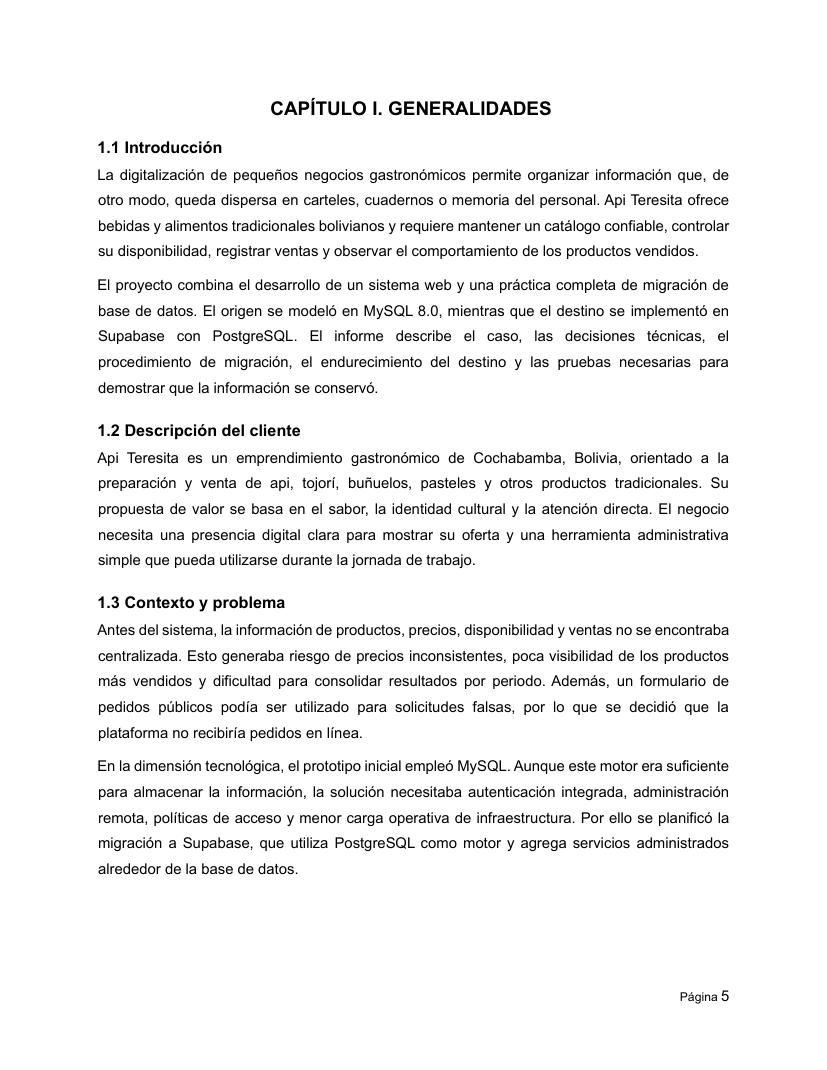 CAPÍTULO I. GENERALIDADES
1.1 Introducción
La digitalización de pequeños negocios gastronómicos permite organizar información que, de
otro modo, queda dispersa en carteles, cuadernos o memoria del personal. Api Teresita ofrece
bebidas y alimentos tradicionales bolivianos y requiere mantener un catálogo confiable, controlar
su disponibilidad, registrar ventas y observar el comportamiento de los productos vendidos.
El proyecto combina el desarrollo de un sistema web y una práctica completa de migración de
base de datos. El origen se modeló en MySQL 8.0, mientras que el destino se implementó en
Supabase con PostgreSQL. El informe describe el caso, las decisiones técnicas, el
procedimiento de migración, el endurecimiento del destino y las pruebas necesarias para
demostrar que la información se conservó.
1.2 Descripción del cliente
Api Teresita es un emprendimiento gastronómico de Cochabamba, Bolivia, orientado a la
preparación y venta de api, tojorí, buñuelos, pasteles y otros productos tradicionales. Su
propuesta de valor se basa en el sabor, la identidad cultural y la atención directa. El negocio
necesita una presencia digital clara para mostrar su oferta y una herramienta administrativa
simple que pueda utilizarse durante la jornada de trabajo.
1.3 Contexto y problema
Antes del sistema, la información de productos, precios, disponibilidad y ventas no se encontraba
centralizada. Esto generaba riesgo de precios inconsistentes, poca visibilidad de los productos
más vendidos y dificultad para consolidar resultados por periodo. Además, un formulario de
pedidos públicos podía ser utilizado para solicitudes falsas, por lo que se decidió que la
plataforma no recibiría pedidos en línea.
En la dimensión tecnológica, el prototipo inicial empleó MySQL. Aunque este motor era suficiente
para almacenar la información, la solución necesitaba autenticación integrada, administración
remota, políticas de acceso y menor carga operativa de infraestructura. Por ello se planificó la
migración a Supabase, que utiliza PostgreSQL como motor y agrega servicios administrados
alrededor de la base de datos.
Página 5